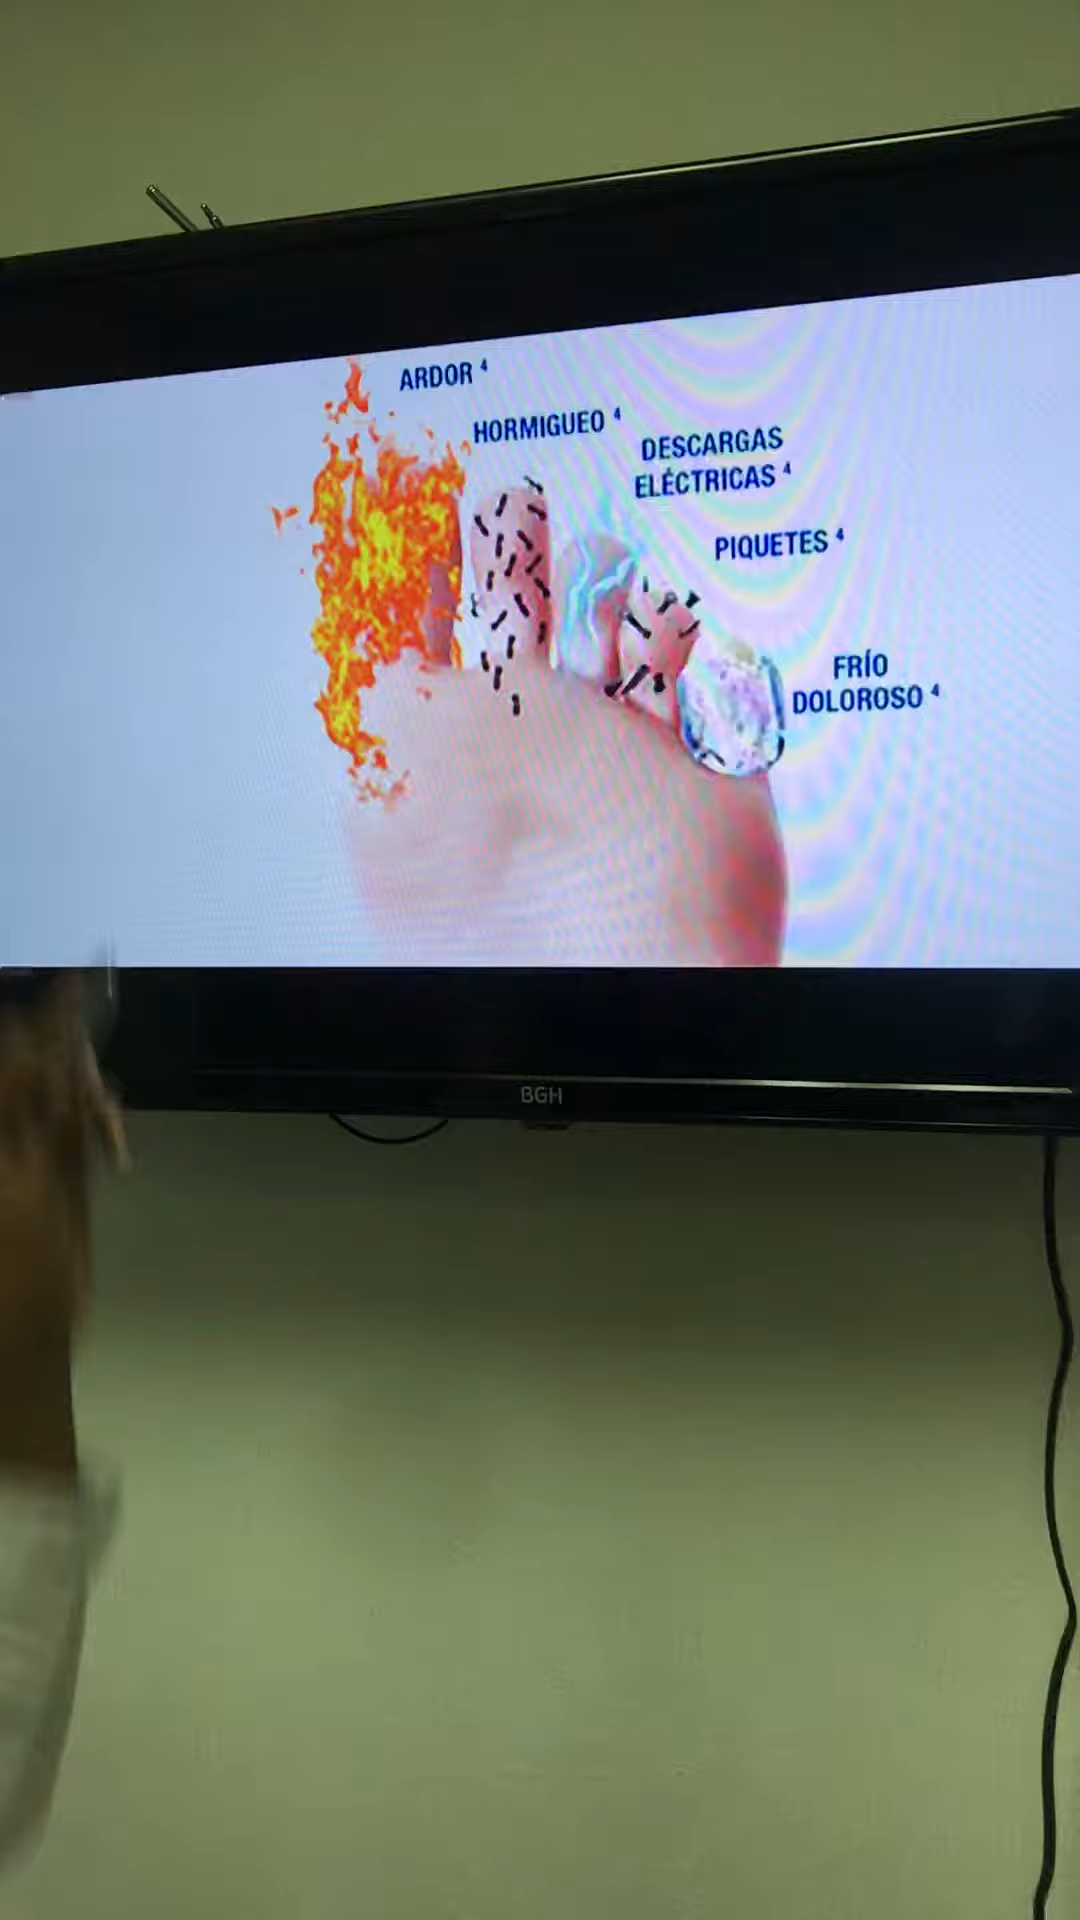 ARDOR 4
HORMIGUEO 4
DESCARGAS
ELÉCTRICAS 4
PIQUETES 4
FRÍO
DOLOROSO 4
BGH